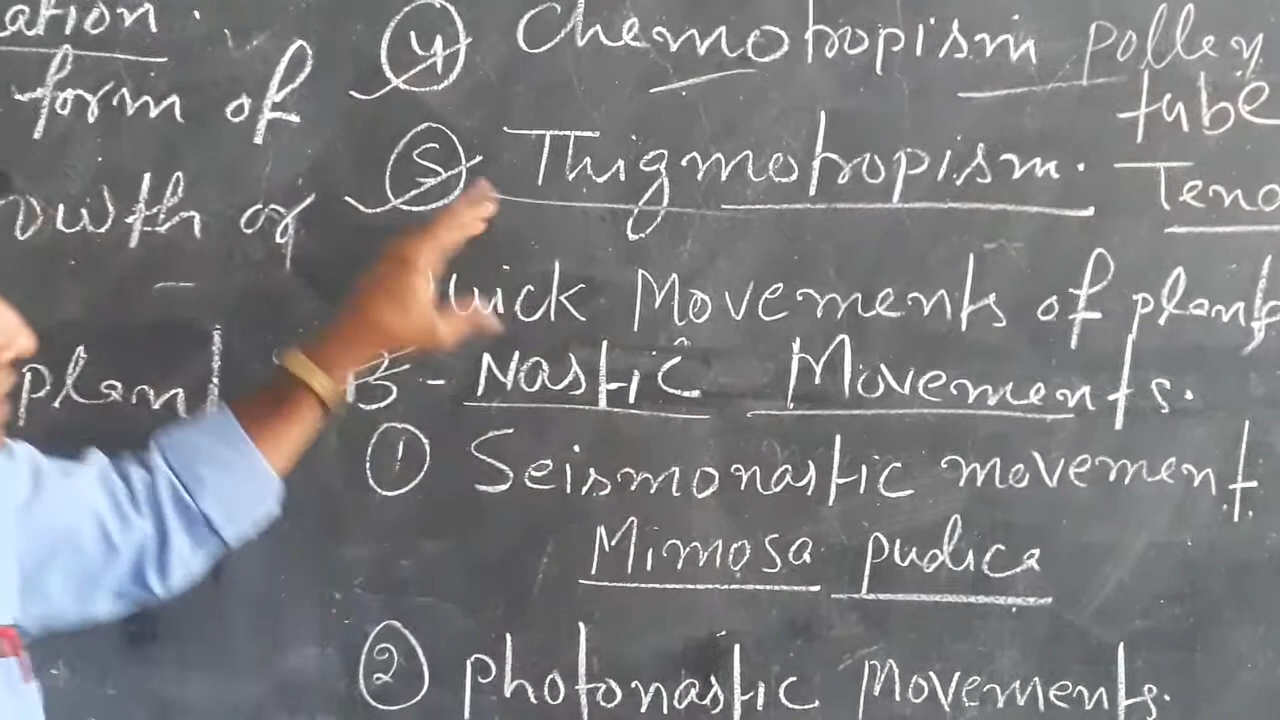 ation.
form of
owth of
plant
4 Chemotropism pollen
tube
5 Thigmotropism. Tend
uick Movements of plants
B- Nastic Movements.
1 Seismonastic movement
Mimosa pudica
2 Photonastic Movements.